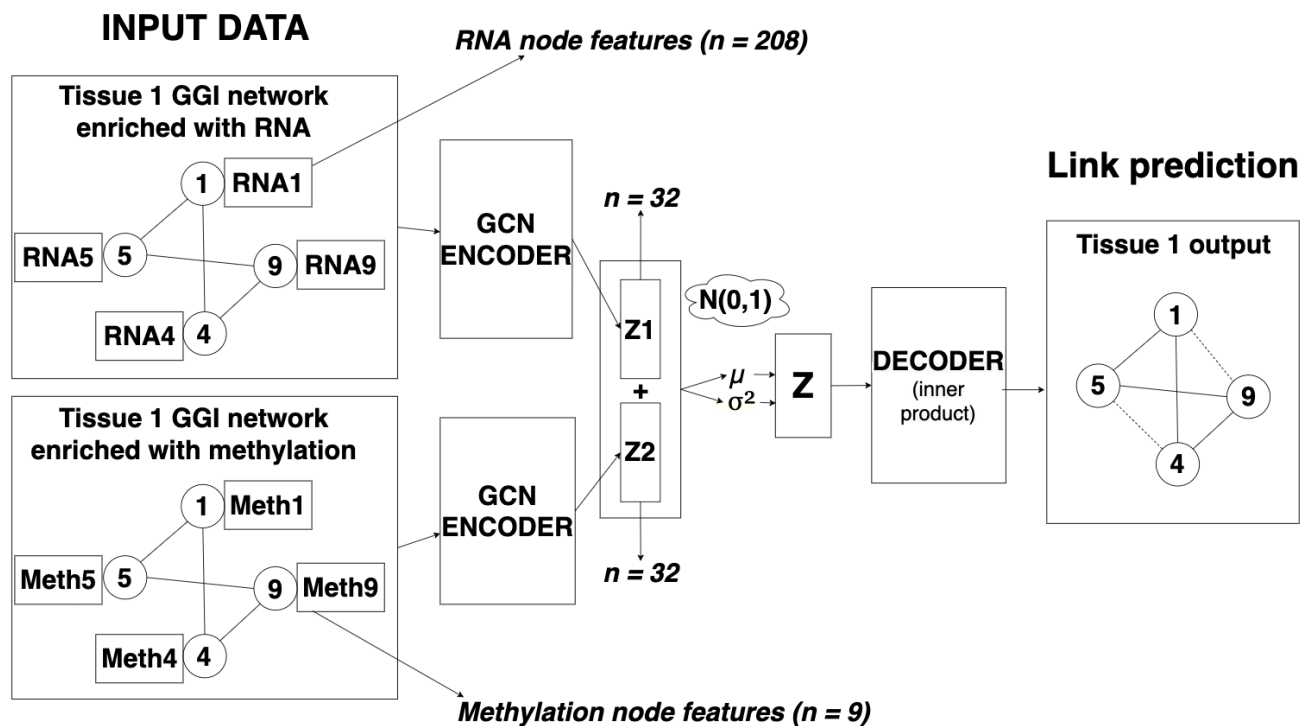 INPUT DATA
RNA node features (n = 208)
Tissue 1 GGI network
enriched with RNA
1
RNA1
RNA5
5
9
RNA9
RNA4
4
GCN
ENCODER
Tissue 1 GGI network
enriched with methylation
1
Meth1
Meth5
5
9
Meth9
Meth4
4
Methylation node features (n = 9)
GCN
ENCODER
n = 32
Z1
+
Z2
n = 32
N(0,1)
μ
σ²
Z
DECODER
(inner
product)
Link prediction
Tissue 1 output
1
5
9
4